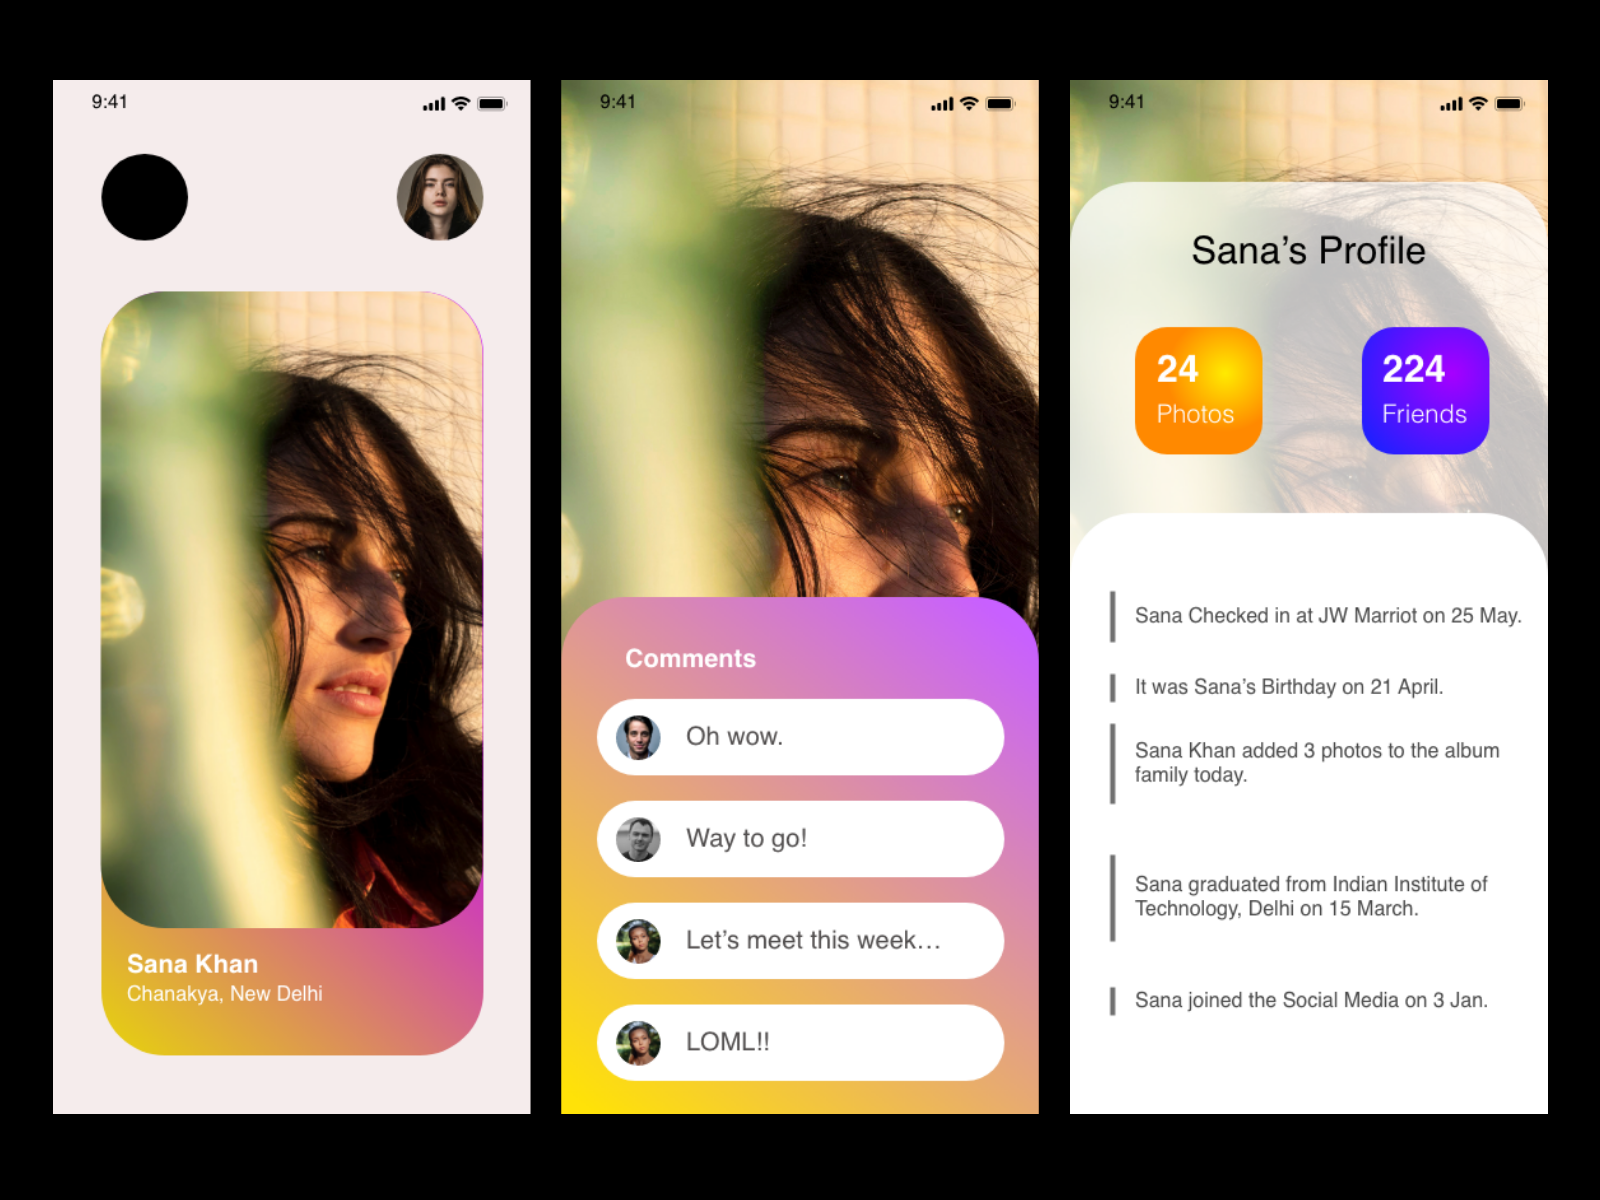 9:41
Sana Khan
Chanakya, New Delhi
9:41
Comments
Oh wow.
Way to go!
Let’s meet this week...
LOML!!
9:41
Sana’s Profile
24
Photos
224
Friends
Sana Checked in at JW Marriot on 25 May.
It was Sana’s Birthday on 21 April.
Sana Khan added 3 photos to the album
family today.
Sana graduated from Indian Institute of
Technology, Delhi on 15 March.
Sana joined the Social Media on 3 Jan.